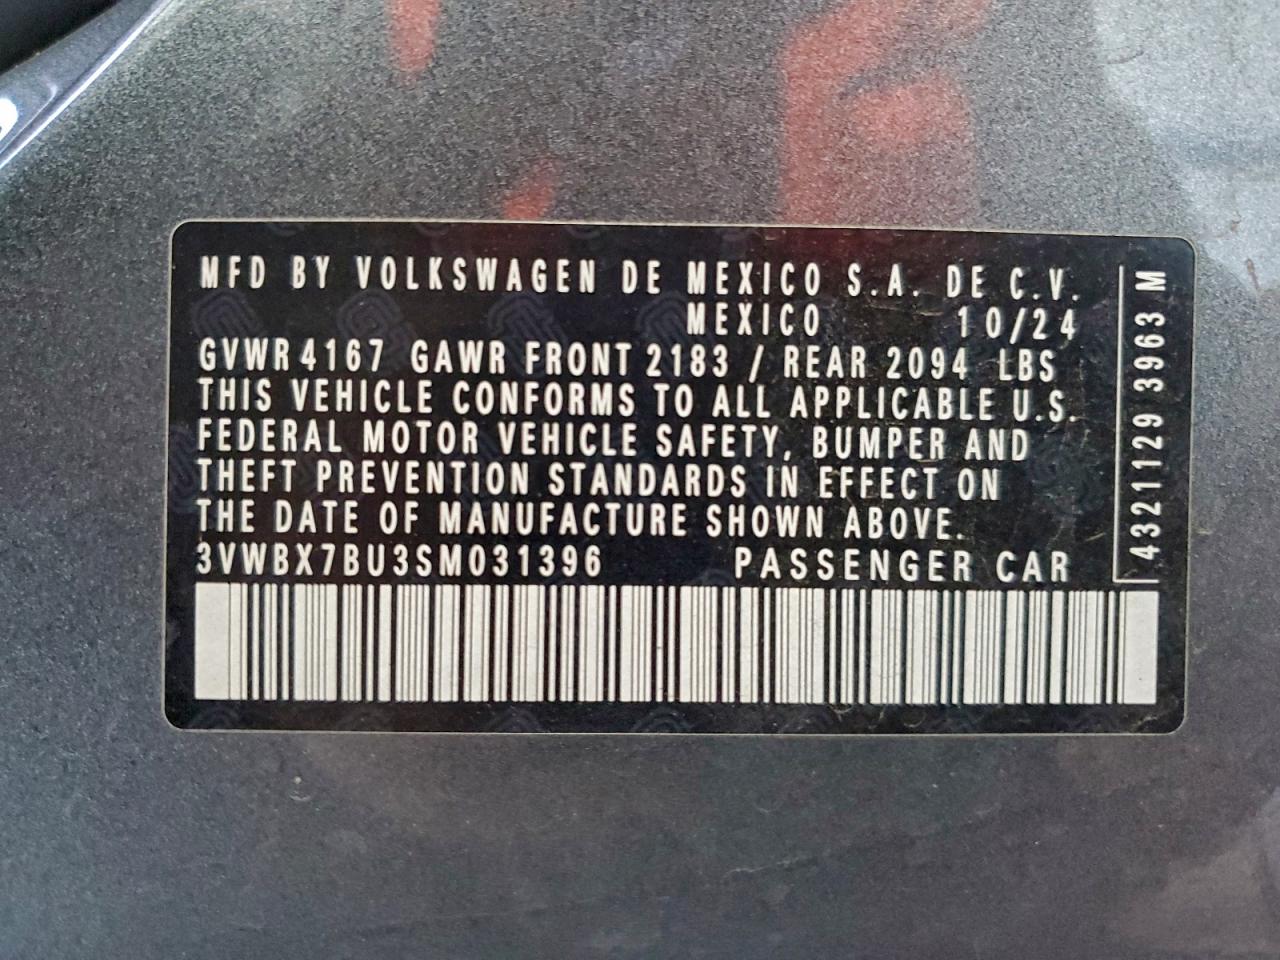 MFD BY VOLKSWAGEN DE MEXICO S.A. DE C.V.
MEXICO 10/24
GVWR 4167 GAWR FRONT 2183 / REAR 2094 LBS
THIS VEHICLE CONFORMS TO ALL APPLICABLE U.S.
FEDERAL MOTOR VEHICLE SAFETY, BUMPER AND
THEFT PREVENTION STANDARDS IN EFFECT ON
THE DATE OF MANUFACTURE SHOWN ABOVE.
3VWBX7BU3SM031396 PASSENGER CAR
4321129 3963 M